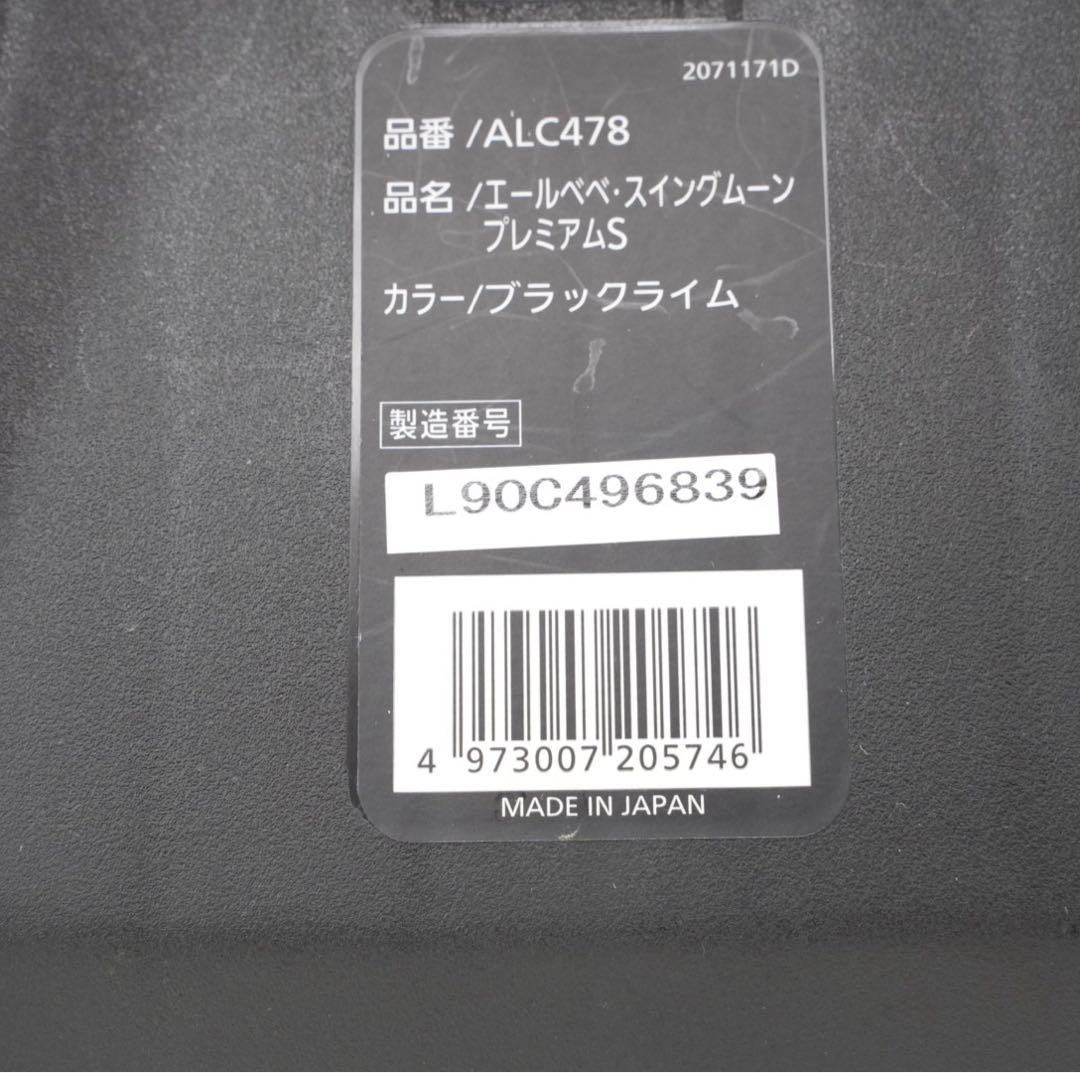 2071171D
品番 /ALC478
品名 /エールベベ・スイングムーン
プレミアムS
カラー/ブラックライム
製造番号
L90C496839
4 973007 205746
MADE IN JAPAN